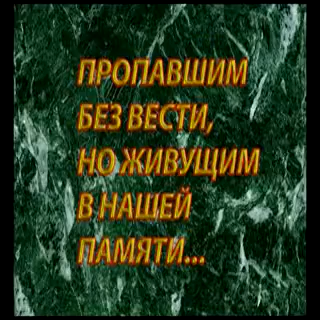 ПРОПАВШИМ
БЕЗ ВЕСТИ,
НО ЖИВУЩИМ
В НАШЕЙ
ПАМЯТИ...